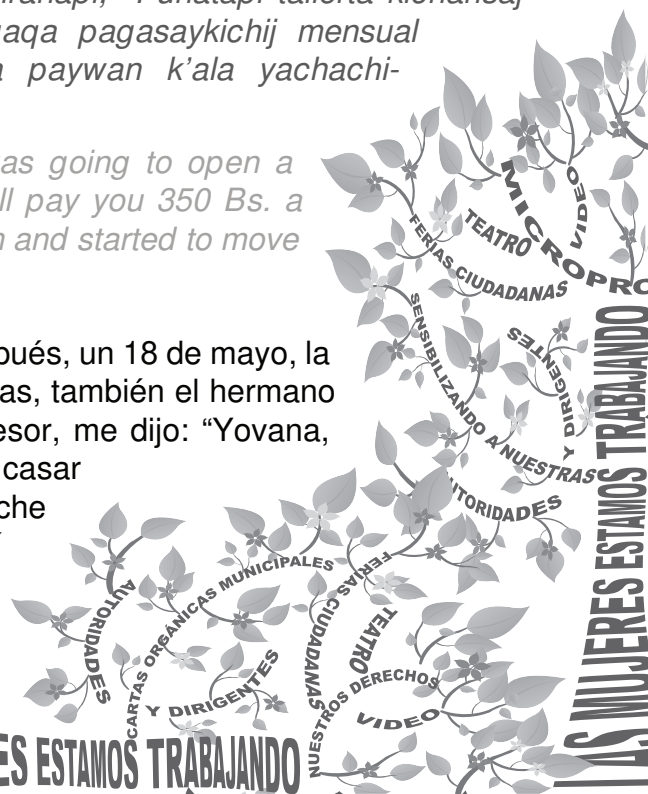 kichij mensual
paywan k'ala yachachi-
as going to open a
ll pay you 350 Bs. a
and started to move
pués, un 18 de mayo, la
as, también el hermano
esor, me dijo: “Yovana,
casar
che
MICROPRO
VIDEO
TEATRO
FERIAS CIUDADANAS
SENSIBILIZANDO A NUESTRAS
AUTORIDADES
Y DIRIGENTES
LAS MUJERES ESTAMOS TRABAJANDO
AUTORIDADES
CARTAS ORGÁNICAS MUNICIPALES
Y DIRIGENTES
FERIAS CIUDADANAS
TEATRO
NUESTROS DERECHOS
VIDEO
ES ESTAMOS TRABAJANDO